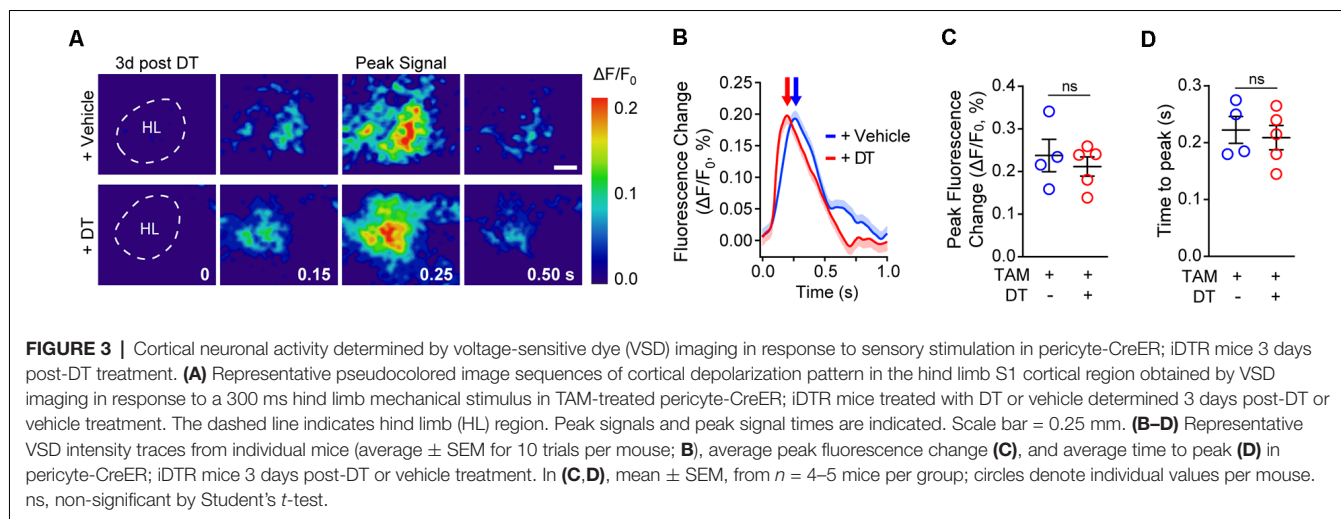 A
3d post DT
Peak Signal
ΔF/F0
+ Vehicle
HL
0.2
0.1
0.0
+ DT
HL
0
0.15
0.25
0.50 s
B
Fluorescence Change
(ΔF/F0, %)
0.25
0.20
0.15
0.10
0.05
0.00
+ Vehicle
+ DT
0.0
0.5
1.0
Time (s)
C
Peak Fluorescence
Change (ΔF/F0, %)
0.4
0.3
0.2
0.1
0.0
ns
TAM + +
DT - +
D
Time to peak (s)
0.3
0.2
0.1
0.0
ns
TAM + +
DT - +
FIGURE 3 | Cortical neuronal activity determined by voltage-sensitive dye (VSD) imaging in response to sensory stimulation in pericyte-CreER; iDTR mice 3 days
post-DT treatment. (A) Representative pseudocolored image sequences of cortical depolarization pattern in the hind limb S1 cortical region obtained by VSD
imaging in response to a 300 ms hind limb mechanical stimulus in TAM-treated pericyte-CreER; iDTR mice treated with DT or vehicle determined 3 days post-DT or
vehicle treatment. The dashed line indicates hind limb (HL) region. Peak signals and peak signal times are indicated. Scale bar = 0.25 mm. (B–D) Representative
VSD intensity traces from individual mice (average ± SEM for 10 trials per mouse; B), average peak fluorescence change (C), and average time to peak (D) in
pericyte-CreER; iDTR mice 3 days post-DT or vehicle treatment. In (C,D), mean ± SEM, from n = 4–5 mice per group; circles denote individual values per mouse.
ns, non-significant by Student's t-test.